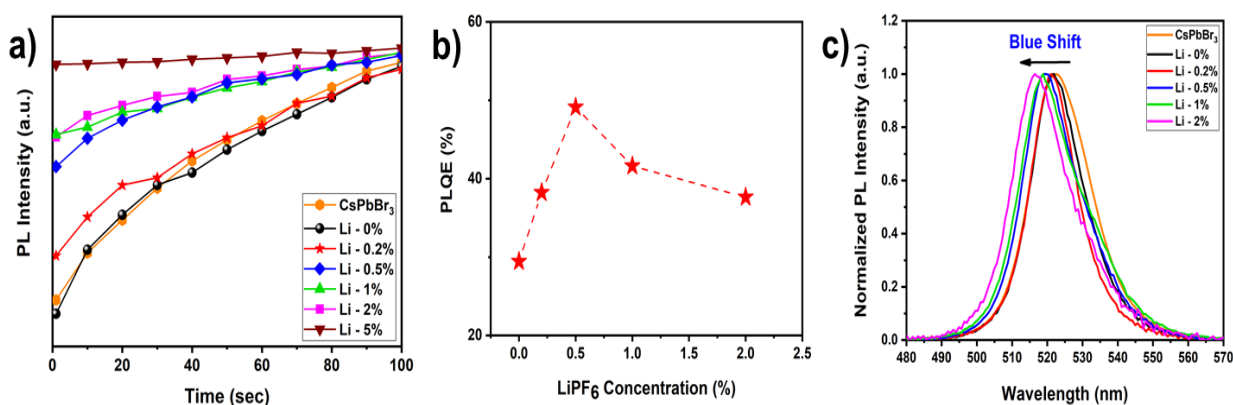 a)
PL Intensity (a.u.)
CsPbBr3
Li - 0%
Li - 0.2%
Li - 0.5%
Li - 1%
Li - 2%
Li - 5%
0 20 40 60 80 100
Time (sec)
b)
PLQE (%)
60
40
20
0.0 0.5 1.0 1.5 2.0 2.5
LiPF6 Concentration (%)
c)
Normalized PL Intensity (a.u.)
1.2
1.0
0.8
0.6
0.4
0.2
0.0
Blue Shift
CsPbBr3
Li - 0%
Li - 0.2%
Li - 0.5%
Li - 1%
Li - 2%
480 490 500 510 520 530 540 550 560 570
Wavelength (nm)